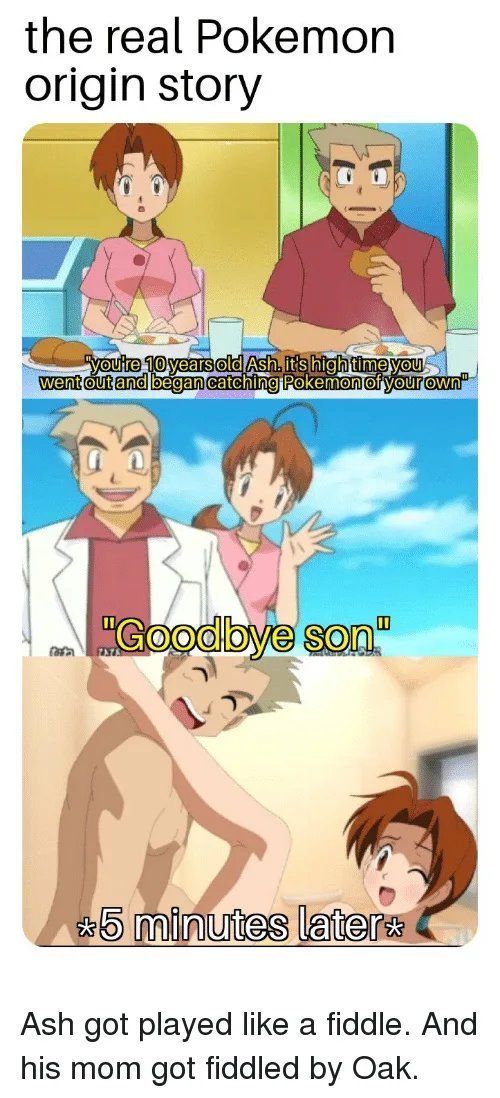 the real Pokemon
origin story
"you're 10 years old Ash, it's high time you
went out and began catching Pokemon of your own"
"Goodbye son"
*5 minutes later*
Ash got played like a fiddle. And
his mom got fiddled by Oak.